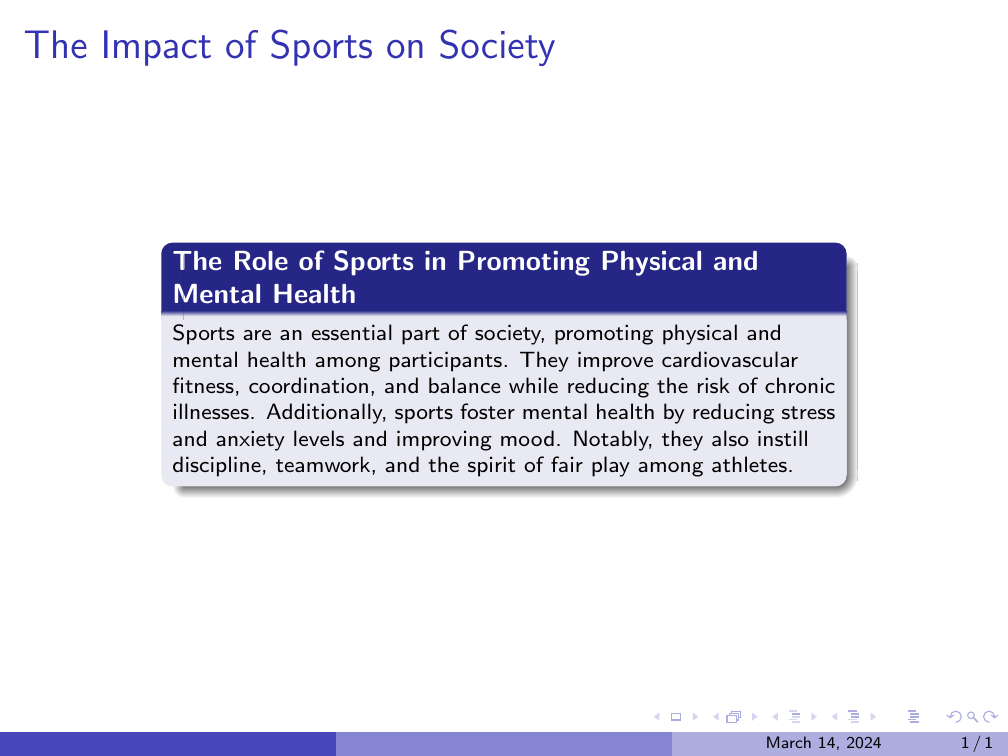 The Impact of Sports on Society
The Role of Sports in Promoting Physical and
Mental Health
Sports are an essential part of society, promoting physical and
mental health among participants. They improve cardiovascular
fitness, coordination, and balance while reducing the risk of chronic
illnesses. Additionally, sports foster mental health by reducing stress
and anxiety levels and improving mood. Notably, they also instill
discipline, teamwork, and the spirit of fair play among athletes.
March 14, 2024 1 / 1